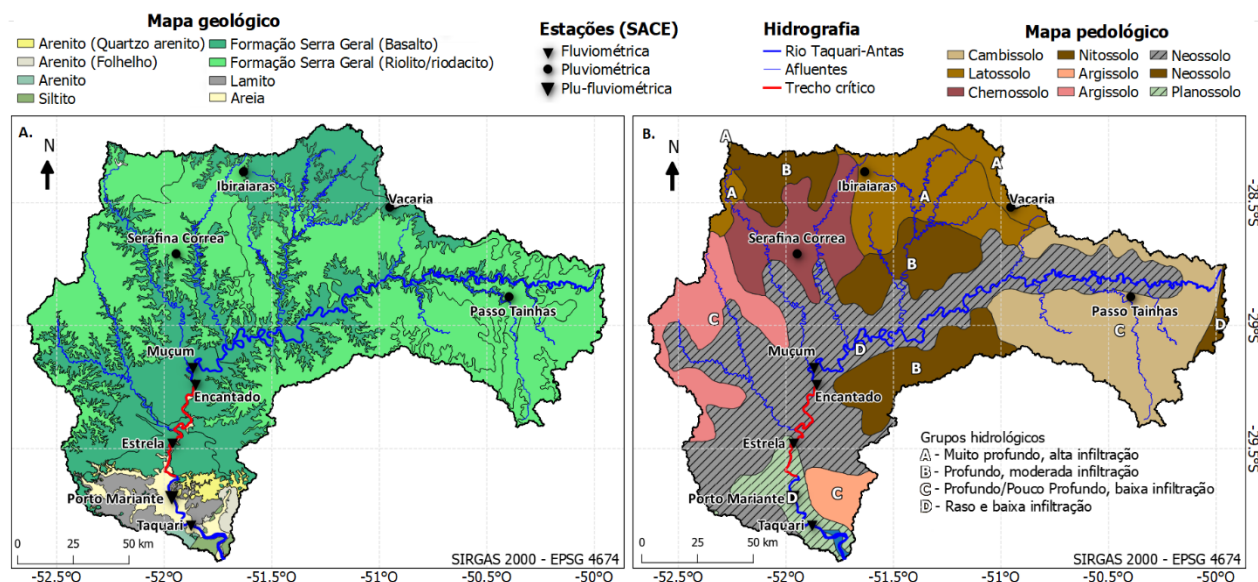 Mapa geológico
Arenito (Quartzo arenito)
Arenito (Folhelho)
Arenito
Siltito
Formação Serra Geral (Basalto)
Formação Serra Geral (Riolito/riodacito)
Lamito
Areia
Estações (SACE)
Fluviométrica
Pluviométrica
Plu-fluviométrica
Hidrografia
Rio Taquari-Antas
Afluentes
Trecho crítico
Mapa pedológico
Cambissolo
Latossolo
Chernossolo
Nitossolo
Argissolo
Argissolo
Neossolo
Neossolo
Planossolo
A.
N
Ibiraiaras
Vacaria
Serafina Correa
Passo Tainhas
Muçum
Encantado
Estrela
Porto Mariante
Taquari
0 25 50 km
SIRGAS 2000 - EPSG 4674
-52.5°O -52°O -51.5°O -51°O -50.5°O -50°O
B.
N
A
B
A
A
Ibiraiaras
A
Vacaria
Serafina Correa
B
Passo Tainhas
C
C
D
Muçum
D
B
Encantado
Estrela
Porto Mariante
D
C
Taquari
Grupos hidrológicos
A - Muito profundo, alta infiltração
B - Profundo, moderada infiltração
C - Profundo/Pouco Profundo, baixa infiltração
D - Raso e baixa infiltração
0 25 50 km
SIRGAS 2000 - EPSG 4674
-28.5°S
-29°S
-29.5°S
-52.5°O -52°O -51.5°O -51°O -50.5°O -50°O